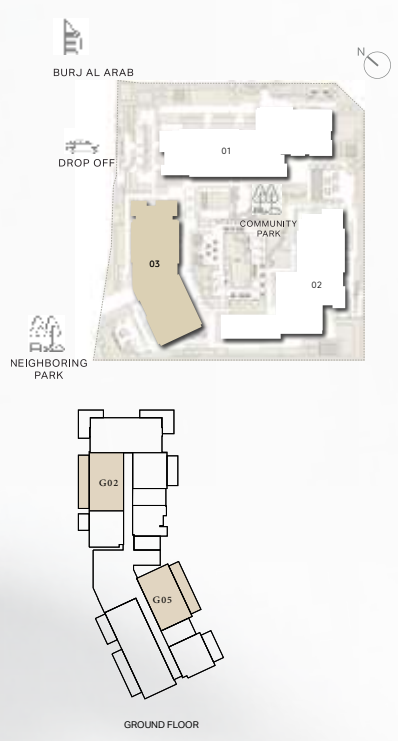 N
BURJ AL ARAB
DROP OFF
01
COMMUNITY
PARK
03
02
NEIGHBORING
PARK
G02
G05
GROUND FLOOR